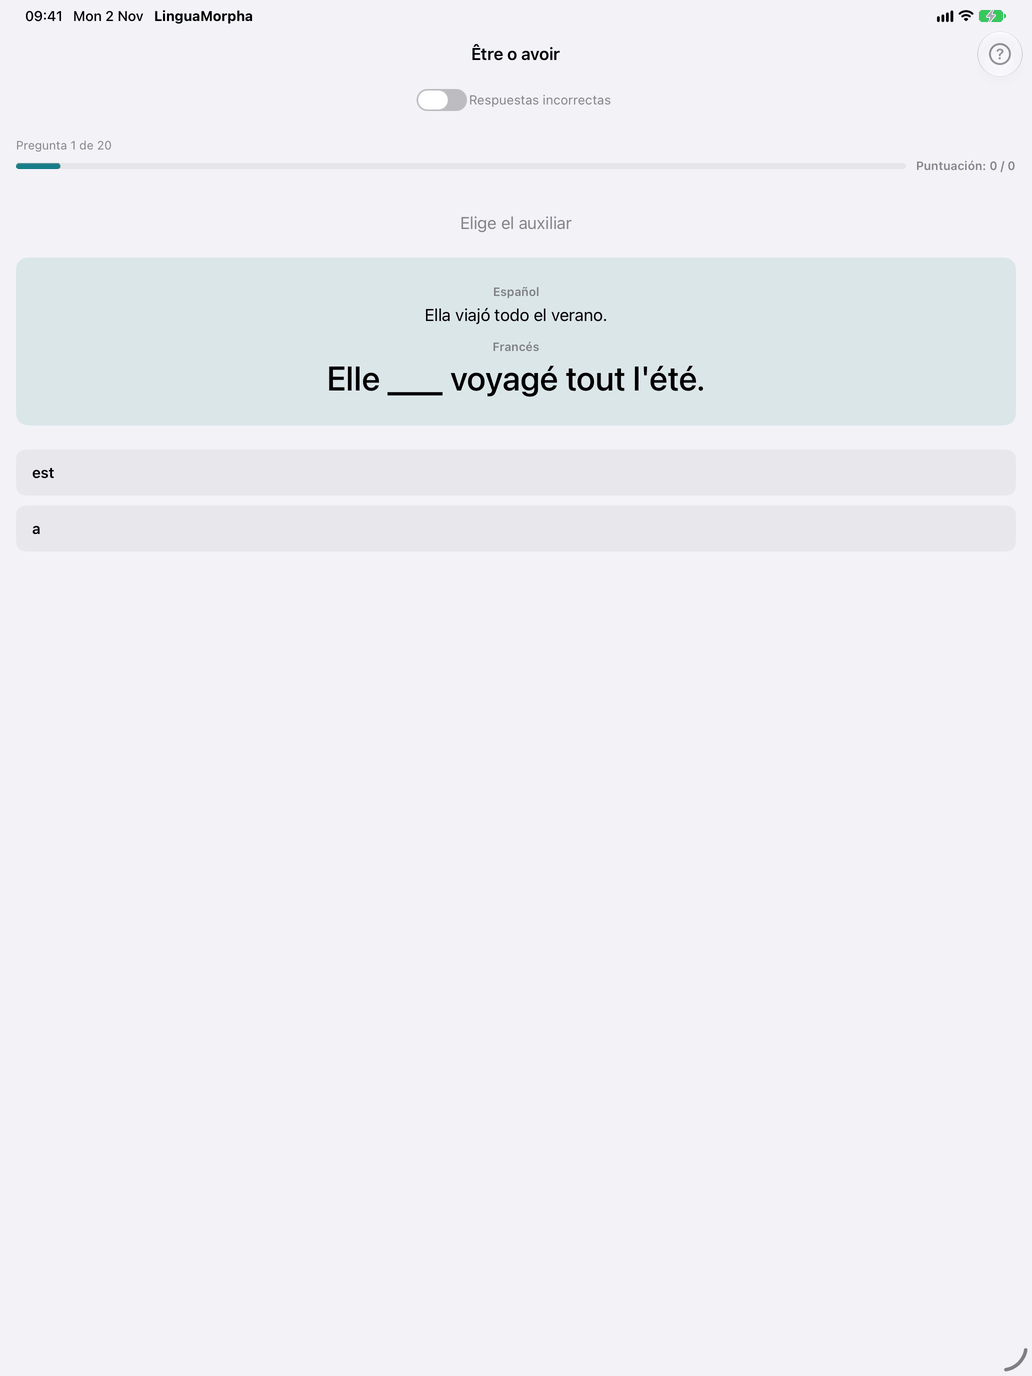 09:41 Mon 2 Nov LinguaMorpha
Être o avoir
?
Respuestas incorrectas
Pregunta 1 de 20
Puntuación: 0 / 0
Elige el auxiliar
Español
Ella viajó todo el verano.
Francés
Elle ____ voyagé tout l'été.
est
a